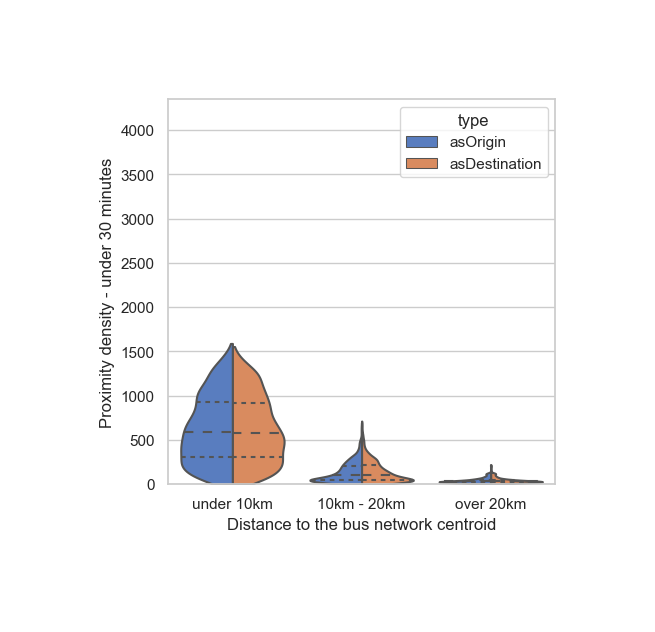 type
asOrigin
asDestination
Proximity density - under 30 minutes
4000
3500
3000
2500
2000
1500
1000
500
0
under 10km
10km - 20km
over 20km
Distance to the bus network centroid